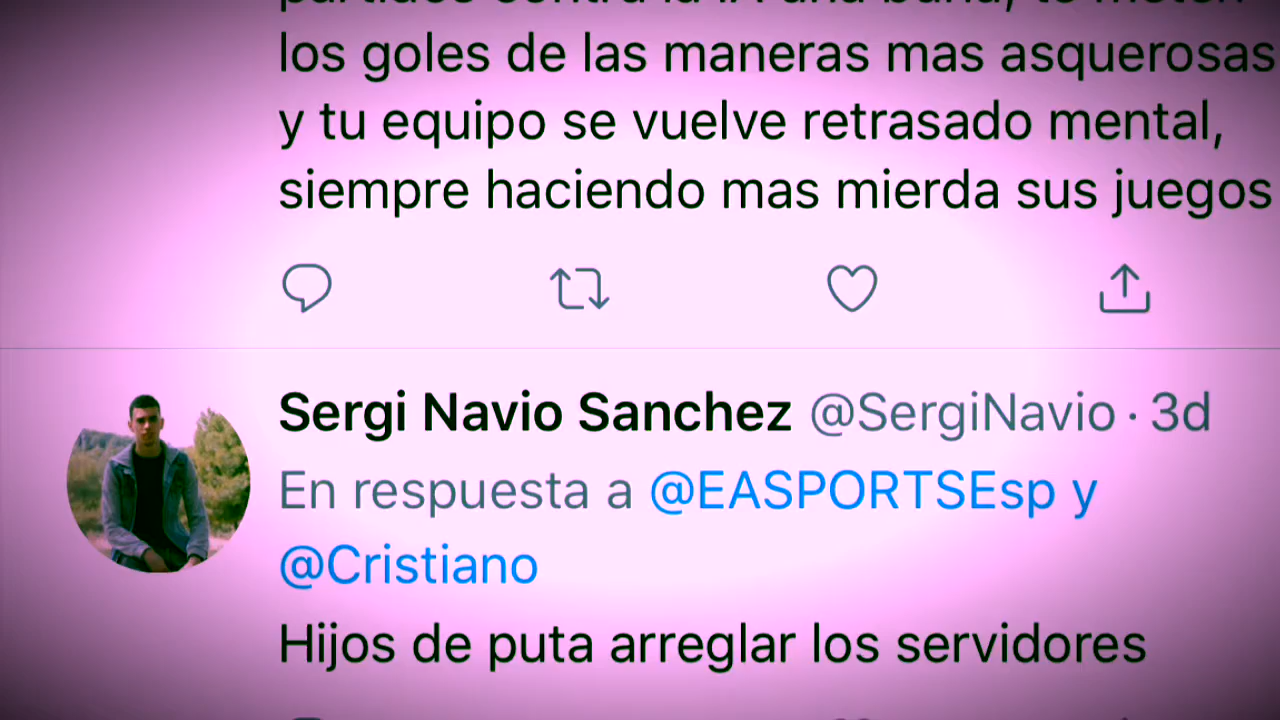 los goles de las maneras mas asquerosas
y tu equipo se vuelve retrasado mental,
siempre haciendo mas mierda sus juegos
Sergi Navio Sanchez @SergiNavio · 3d
En respuesta a @EASPORTSEsp y
@Cristiano
Hijos de puta arreglar los servidores